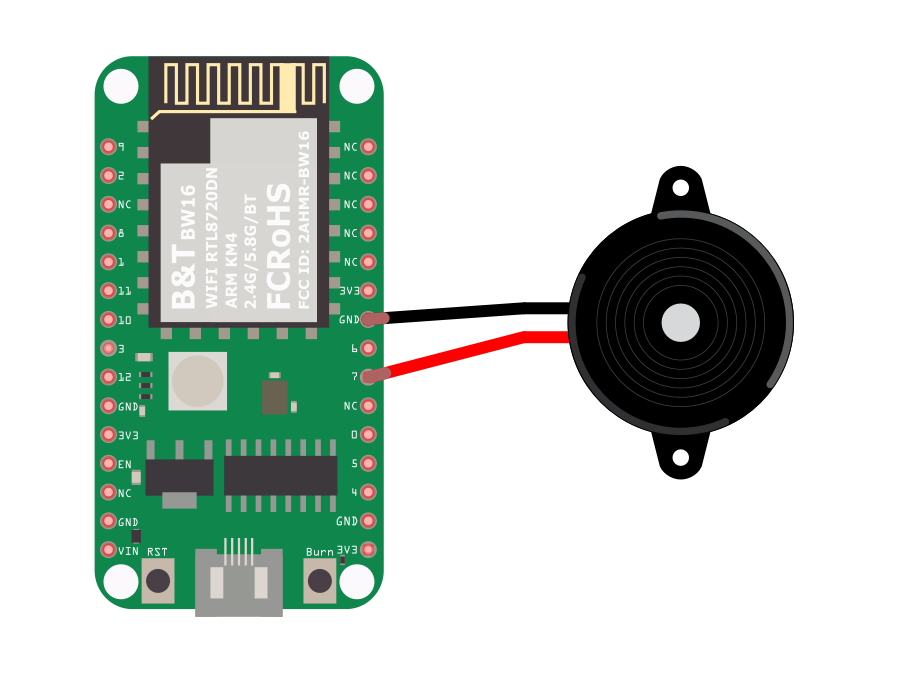 B&T BW16
WIFI RTL8720DN
ARM KM4
2.4G/5.8G/BT
FCRoHS
FCC ID: 2AHMR-BW16
9
2
NC
8
1
11
10
3
12
GND
3V3
EN
NC
GND
VIN
NC
NC
NC
NC
NC
3V3
GND
6
7
NC
0
5
4
GND
3V3
RST
Burn